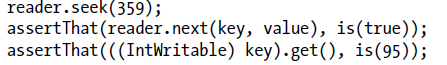 reader.seek(359);
assertThat(reader.next(key, value), is(true));
assertThat(((IntWritable) key).get(), is(95));